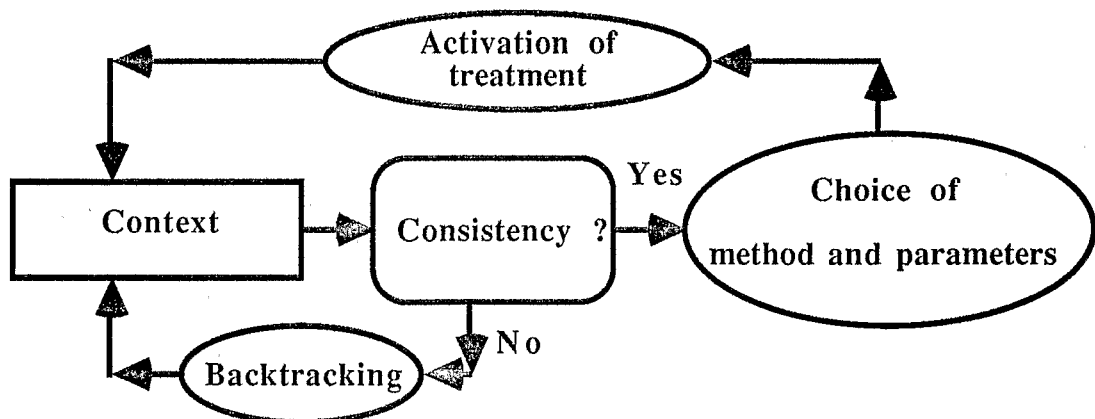 Activation of
treatment
Context
Consistency ?
Yes
Choice of
method and parameters
No
Backtracking